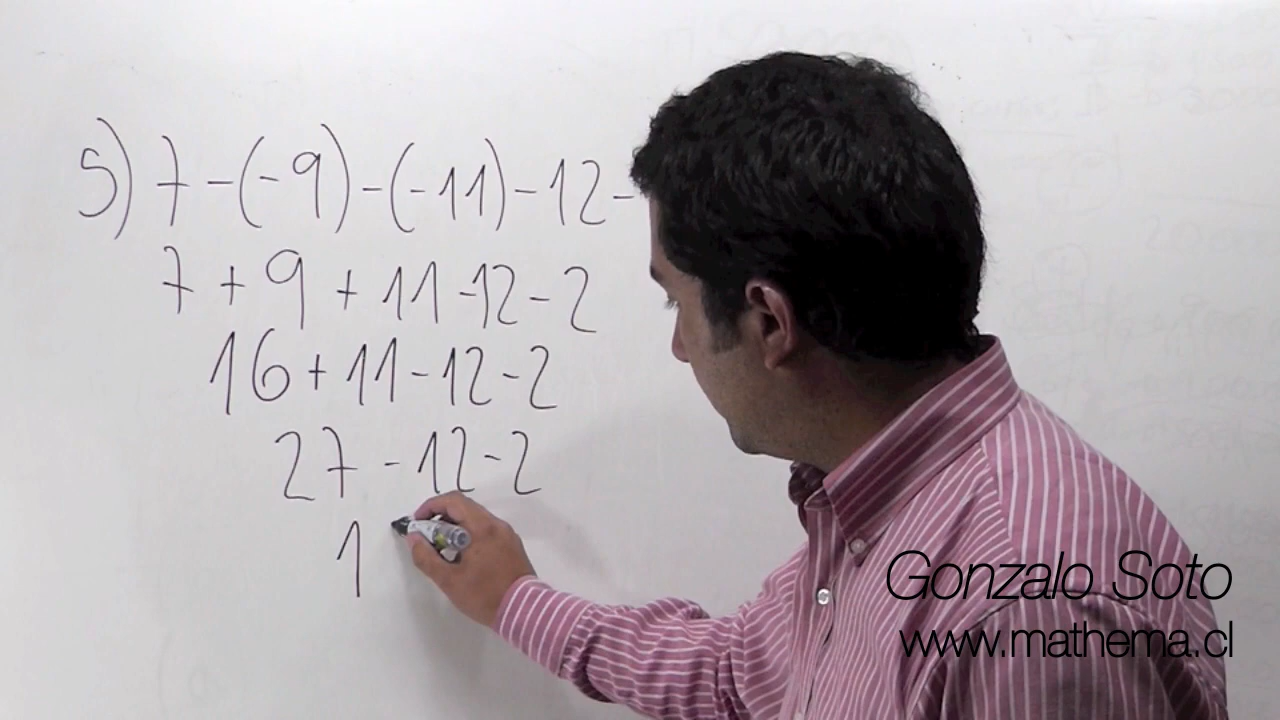 5) 7 - (-9) - (-11) - 12 -
7 + 9 + 11 - 12 - 2
16 + 11 - 12 - 2
27 - 12 - 2
1
Gonzalo Soto
www.mathema.cl